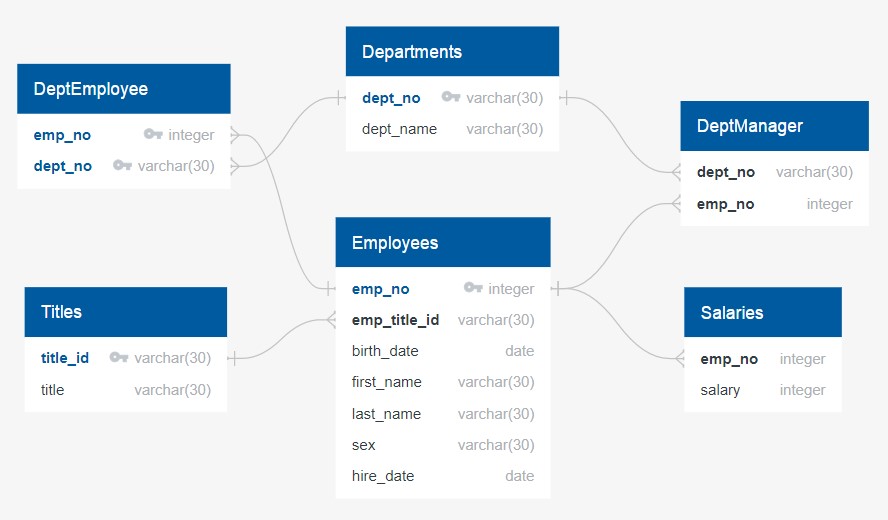 Departments
dept_no varchar(30)
dept_name varchar(30)
DeptEmployee
emp_no integer
dept_no varchar(30)
DeptManager
dept_no varchar(30)
emp_no integer
Employees
emp_no integer
emp_title_id varchar(30)
birth_date date
first_name varchar(30)
last_name varchar(30)
sex varchar(30)
hire_date date
Titles
title_id varchar(30)
title varchar(30)
Salaries
emp_no integer
salary integer